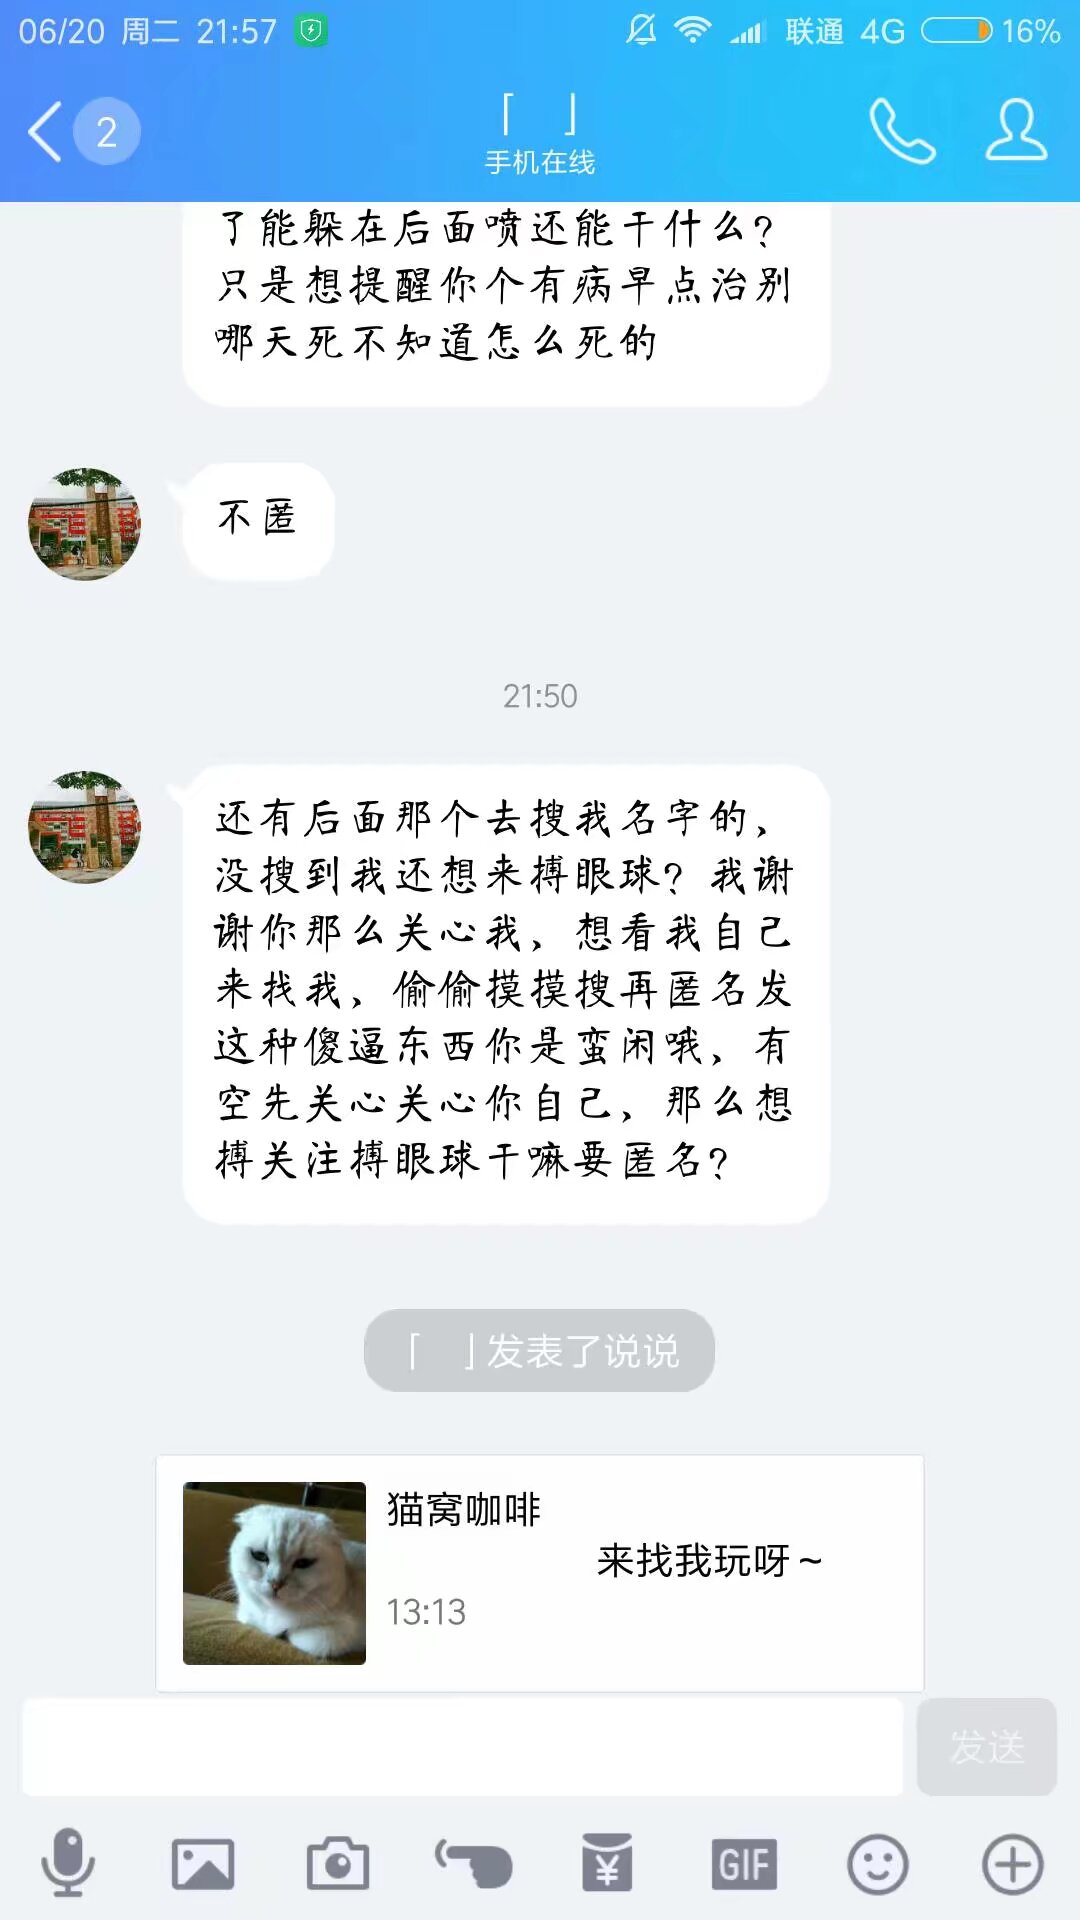 06/20 周二 21:57 联通 4G 16%
2
「 」
手机在线
了能躲在后面喷还能干什么?
只是想提醒你个有病早点治别
哪天死不知道怎么死的
不匿
21:50
还有后面那个去搜我名字的,
没搜到我还想来搏眼球? 我谢
谢你那么关心我, 想看我自己
来找我, 偷偷摸摸搜再匿名发
这种傻逼东西你是蛮闲哦, 有
空先关心关心你自己, 那么想
搏关注搏眼球干嘛要匿名?
「 」发表了说说
猫窝咖啡
来找我玩呀~
13:13
发送
¥
GIF